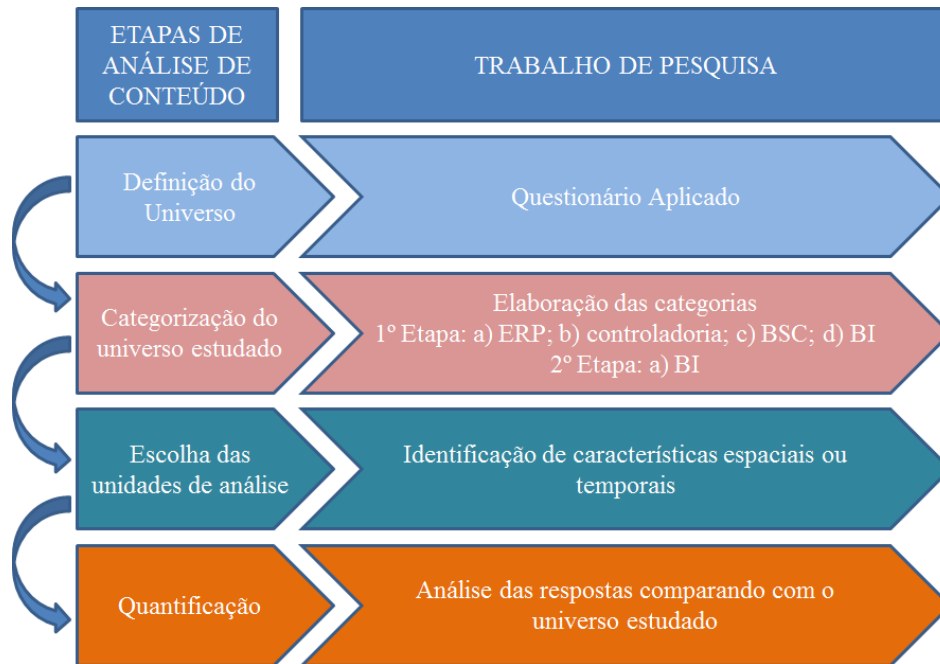 ETAPAS DE
ANÁLISE DE
CONTEÚDO
TRABALHO DE PESQUISA
Definição do
Universo
Questionário Aplicado
Categorização do
universo estudado
Elaboração das categorias
1º Etapa: a) ERP; b) controladoria; c) BSC; d) BI
2º Etapa: a) BI
Escolha das
unidades de análise
Identificação de características espaciais ou
temporais
Quantificação
Análise das respostas comparando com o
universo estudado